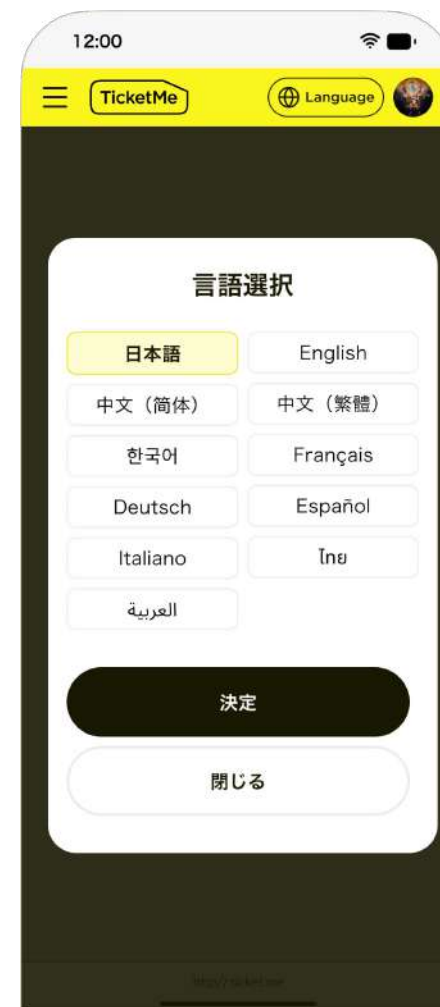 12:00
TicketMe
Language
言語選択
日本語
English
中文（简体）
中文（繁體）
한국어
Français
Deutsch
Español
Italiano
ไทย
العربية
決定
閉じる